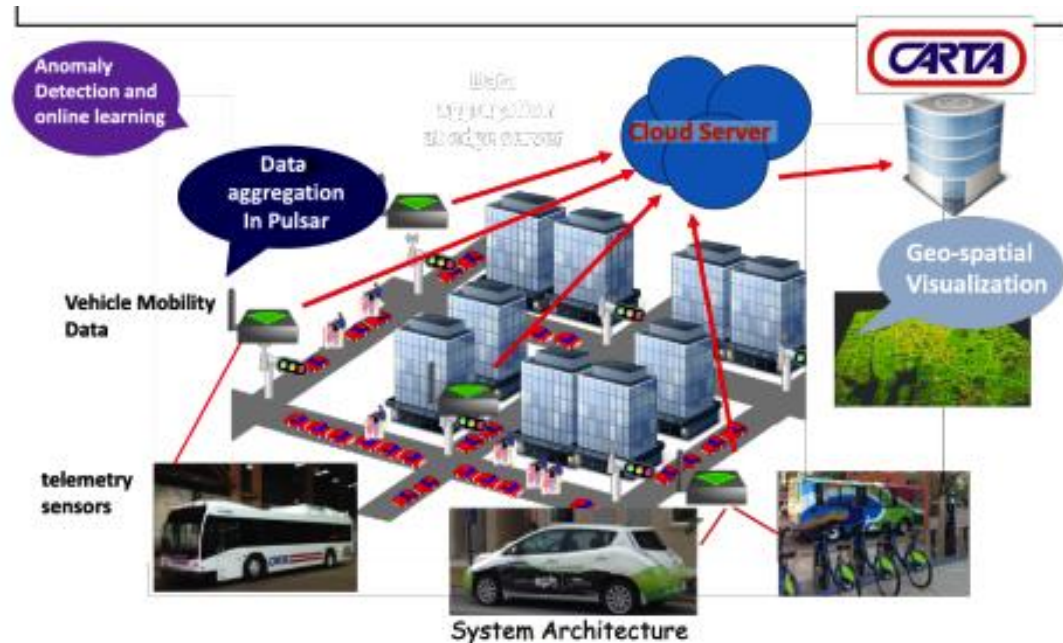 CARTA
Anomaly
Detection and
online learning
Cloud Server
Data
aggregation
In Pulsar
Geo-spatial
Visualization
Vehicle Mobility
Data
telemetry
sensors
System Architecture